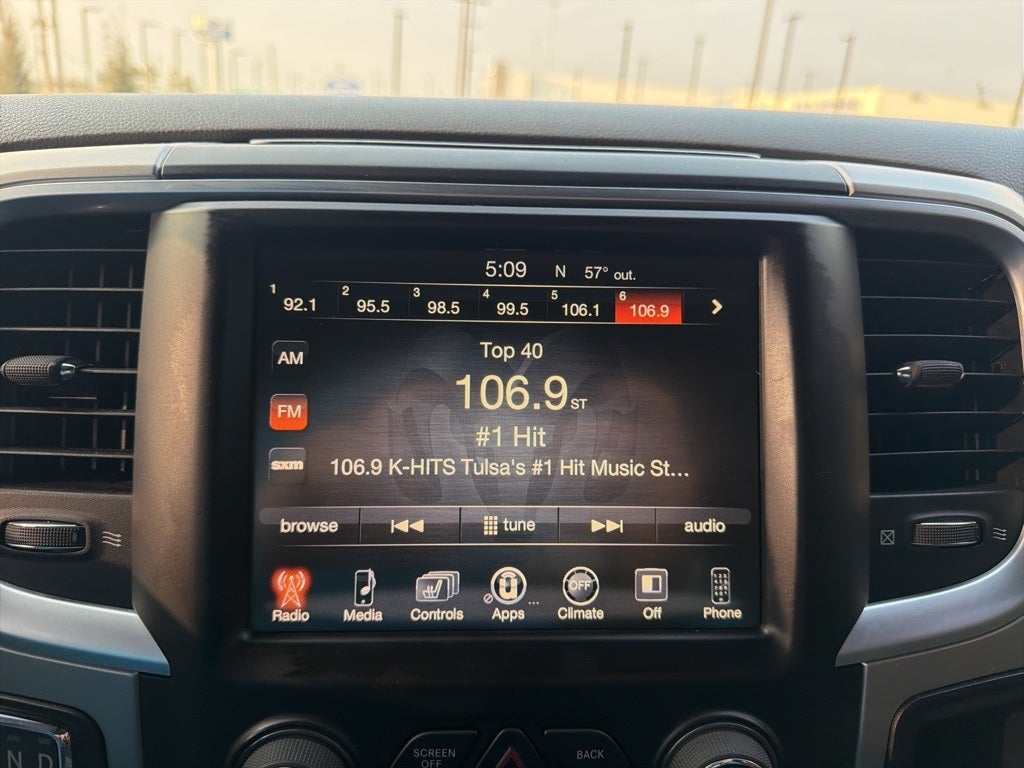 5:09 N 57° out.
1 92.1 2 95.5 3 98.5 4 99.5 5 106.1 6 106.9
AM
Top 40
106.9 ST
FM
#1 Hit
sxm
106.9 K-HITS Tulsa's #1 Hit Music St...
browse tune audio
OFF
Radio Media Controls Apps ... Climate Off Phone
N D
SCREEN OFF
BACK